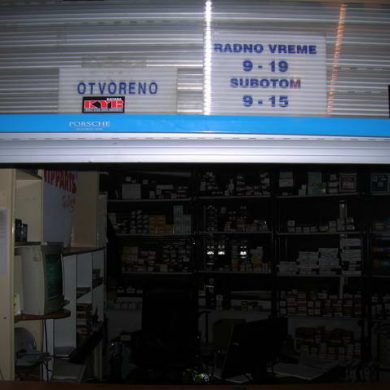 RADNO VREME
9 - 19
SUBOTOM
9 - 15
OTVORENO
KYB
PORSCHE